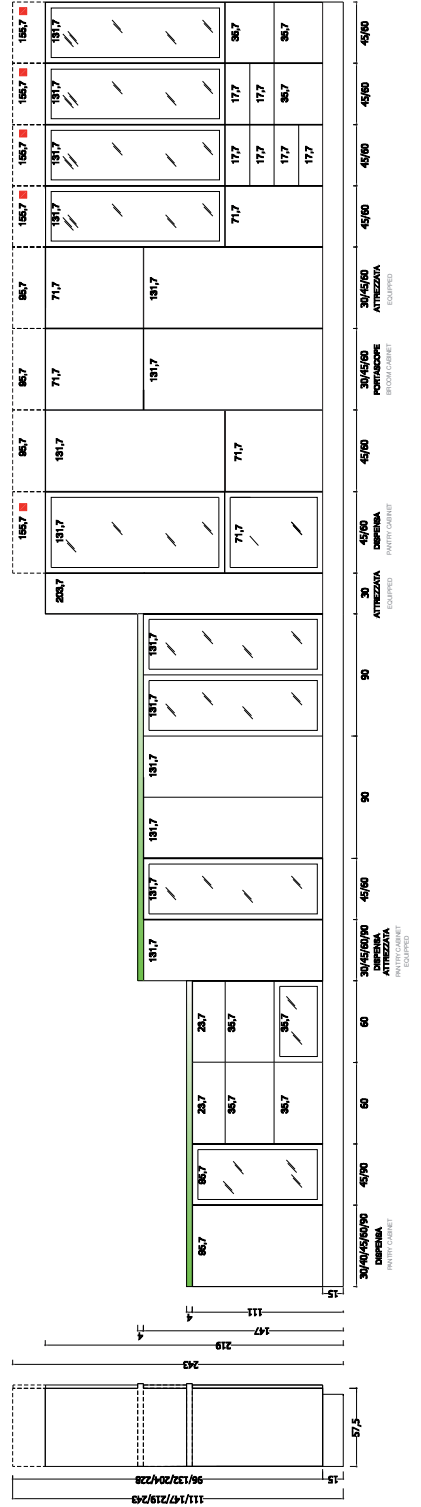 155,7 95,7 95,7 95,7 155,7 155,7 155,7 155,7
203,7 131,7 131,7 71,7 71,7 131,7 131,7 131,7 131,7
131,7 131,7 131,7 131,7 131,7 131,7 131,7 131,7
95,7 95,7 23,7 23,7
35,7 35,7 71,7 71,7 71,7 17,7 17,7 35,7
17,7 17,7
35,7 35,7 17,7 35,7 35,7
17,7
111/147/219/243
96/132/204/228
15
57,5
243
219
4
147
4
111
15
30/40/45/60/90 45/90 60 60 30/45/60/90 45/60 90 90 30 45/60 45/60 30/45/60 30/45/60 45/60 45/60 45/60 45/60
DISPENSA DISPENSA ATTREZZATA DISPENSA PORTASCOPE ATTREZZATA
PANTRY CABINET ATTREZZATA EQUIPPED PANTRY CABINET BROOM CABINET EQUIPPED
PANTRY CABINET
EQUIPPED